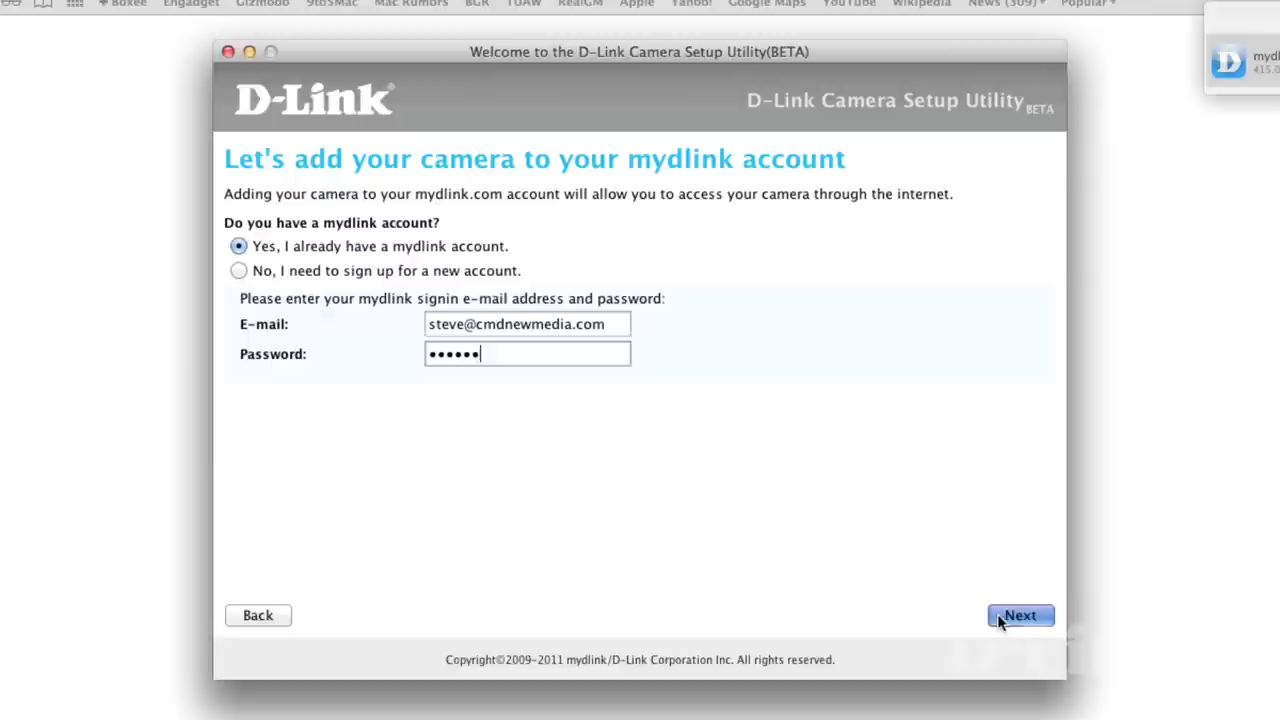 Boxee Engadget Gizmodo 9to5Mac Mac Rumors BGR TUAW RealGM Apple Yahoo! Google Maps YouTube Wikipedia News (309) Popular
Welcome to the D-Link Camera Setup Utility(BETA)
D
mydl
415.
D-Link
D-Link Camera Setup Utility BETA
Let's add your camera to your mydlink account
Adding your camera to your mydlink.com account will allow you to access your camera through the internet.
Do you have a mydlink account?
Yes, I already have a mydlink account.
No, I need to sign up for a new account.
Please enter your mydlink signin e-mail address and password:
E-mail: steve@cmdnewmedia.com
Password: ••••••
Back
Next
Copyright©2009-2011 mydlink/D-Link Corporation Inc. All rights reserved.